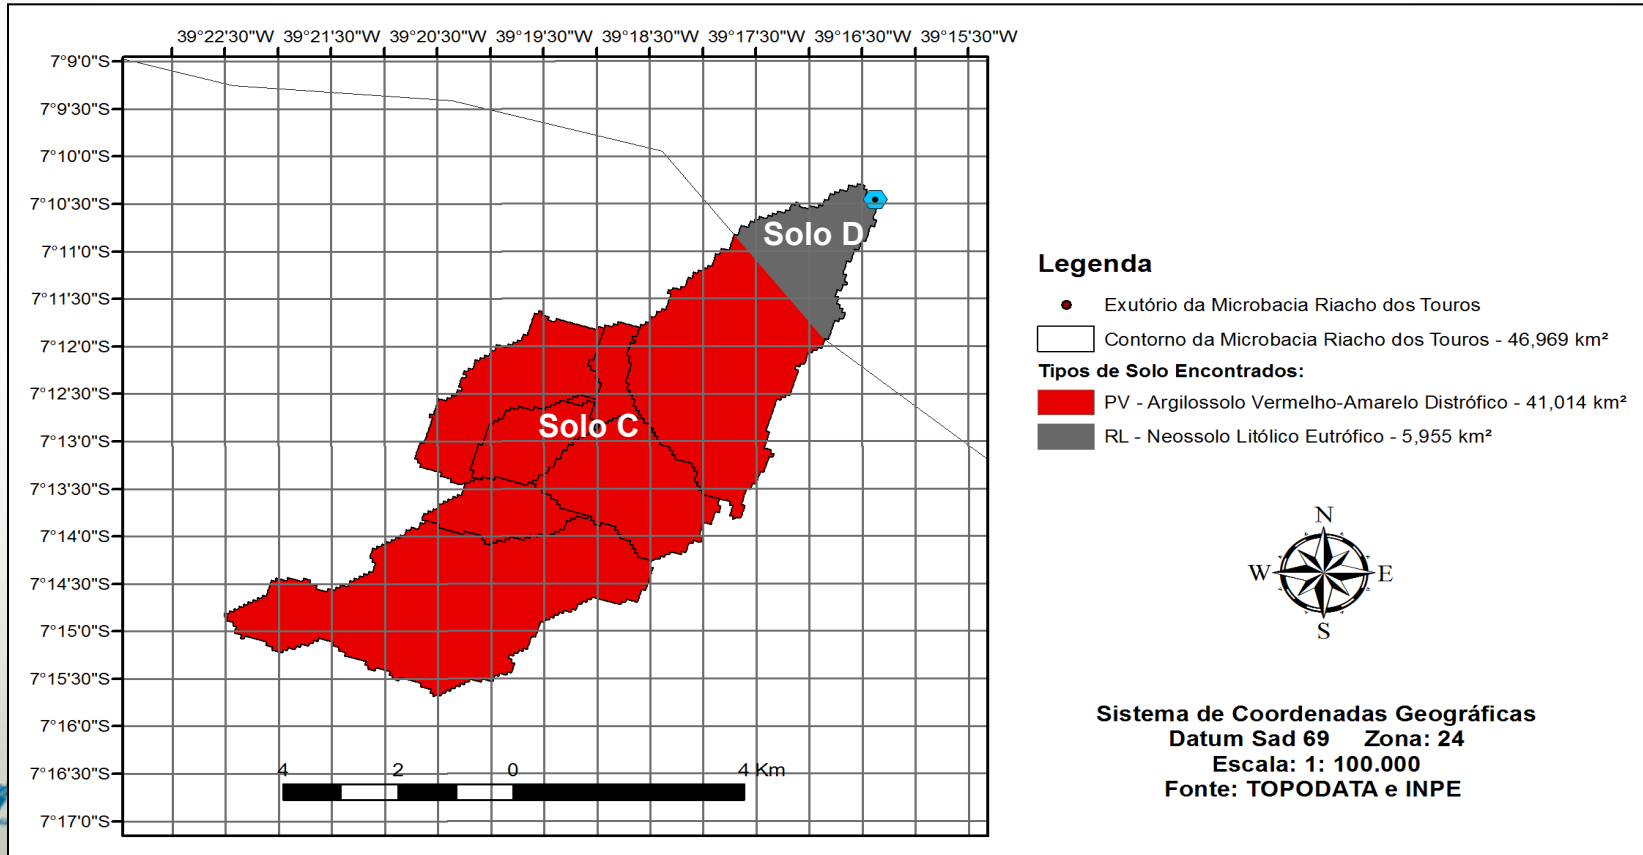 39°22'30"W 39°21'30"W 39°20'30"W 39°19'30"W 39°18'30"W 39°17'30"W 39°16'30"W 39°15'30"W
7°9'0"S
7°9'30"S
7°10'0"S
7°10'30"S
7°11'0"S
7°11'30"S
7°12'0"S
7°12'30"S
7°13'0"S
7°13'30"S
7°14'0"S
7°14'30"S
7°15'0"S
7°15'30"S
7°16'0"S
7°16'30"S
7°17'0"S
Solo D
Solo C
4 2 0 4 Km
Legenda
Exutório da Microbacia Riacho dos Touros
Contorno da Microbacia Riacho dos Touros - 46,969 km²
Tipos de Solo Encontrados:
PV - Argilossolo Vermelho-Amarelo Distrófico - 41,014 km²
RL - Neossolo Litólico Eutrófico - 5,955 km²
N
W E
S
Sistema de Coordenadas Geográficas
Datum Sad 69 Zona: 24
Escala: 1: 100.000
Fonte: TOPODATA e INPE